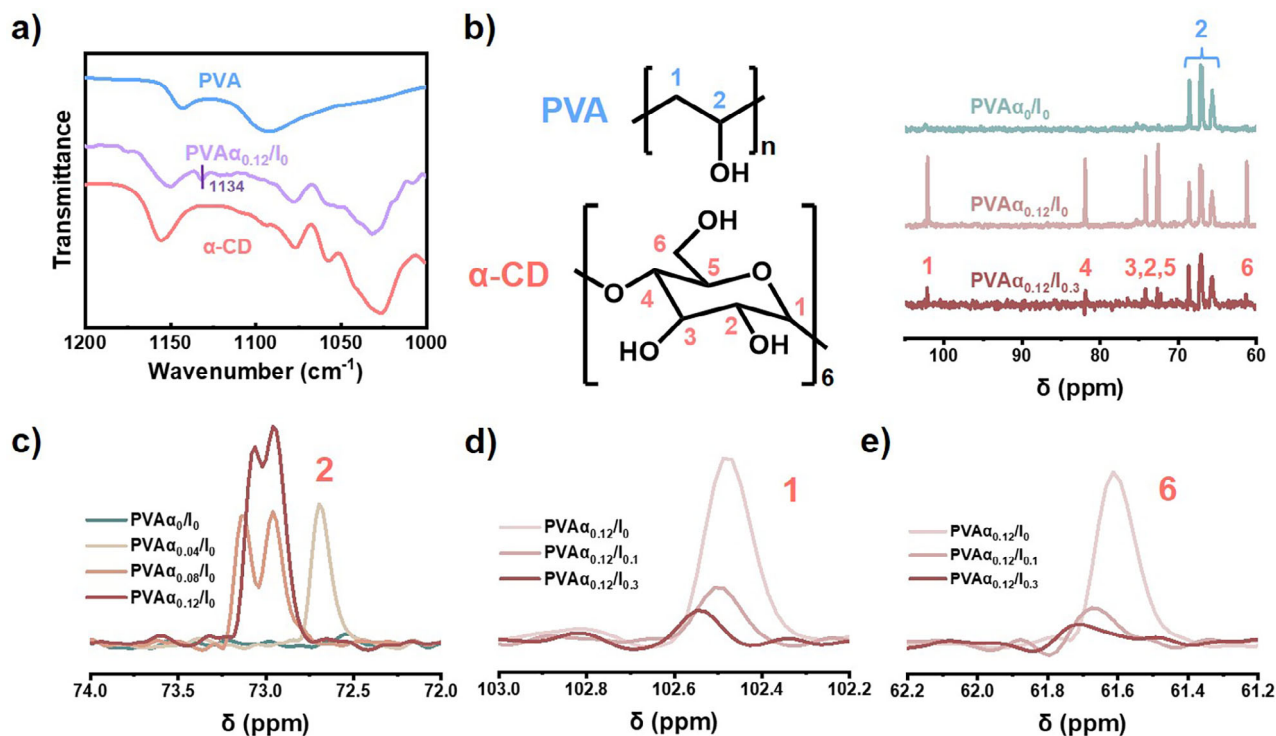 a)
Transmittance
PVA
PVAα0.12/I0
1134
α-CD
1200 1150 1100 1050 1000
Wavenumber (cm-1)
b)
PVA
1
2
OH
n
α-CD
OH
6
5
O
O
4
1
3
2
HO
OH
6
2
PVAα0/I0
PVAα0.12/I0
1 4 3,2,5 PVAα0.12/I0.3 6
100 90 80 70 60
δ (ppm)
c)
2
PVAα0/I0
PVAα0.04/I0
PVAα0.08/I0
PVAα0.12/I0
74.0 73.5 73.0 72.5 72.0
δ (ppm)
d)
1
PVAα0.12/I0
PVAα0.12/I0.1
PVAα0.12/I0.3
103.0 102.8 102.6 102.4 102.2
δ (ppm)
e)
6
PVAα0.12/I0
PVAα0.12/I0.1
PVAα0.12/I0.3
62.2 62.0 61.8 61.6 61.4 61.2
δ (ppm)